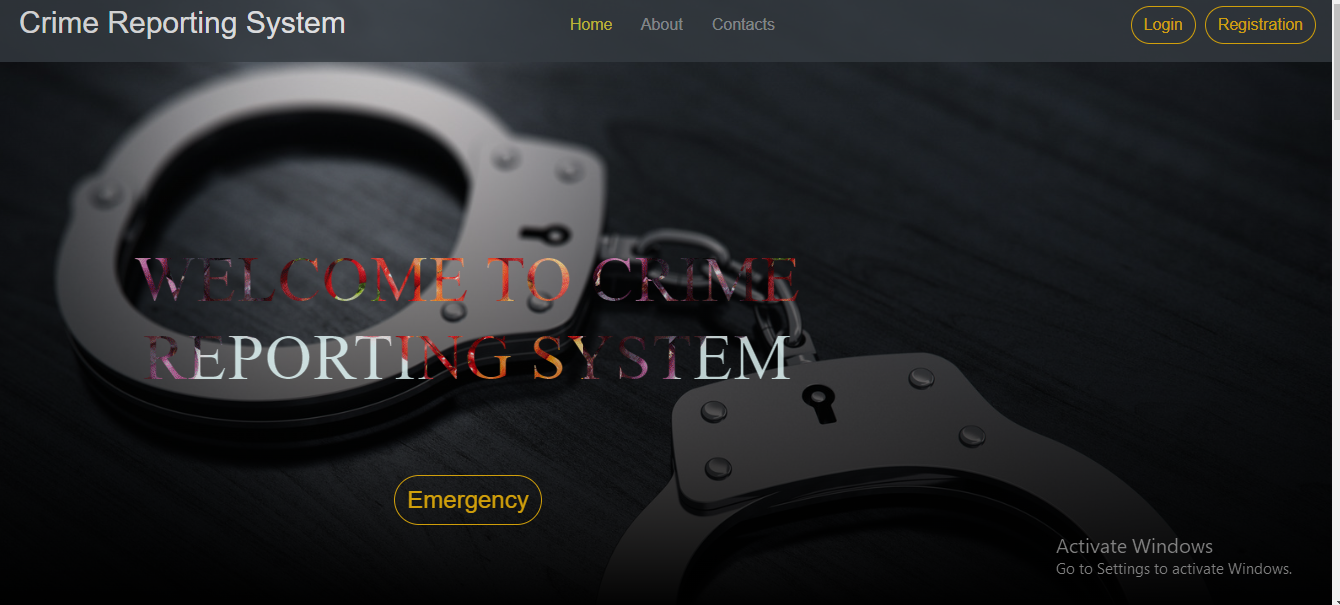 Crime Reporting System
Home About Contacts
Login Registration
WELCOME TO CRIME
REPORTING SYSTEM
Emergency
Activate Windows
Go to Settings to activate Windows.